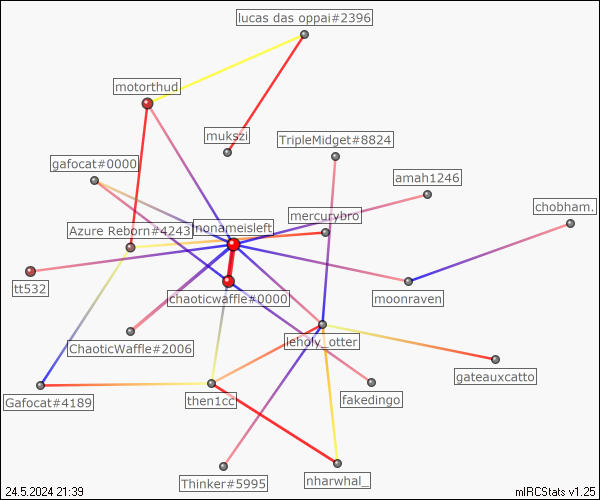 lucas das oppai#2396
motorthud
mukszi
TripleMidget#8824
gafocat#0000
amah1246
chobham.
mercurybro
nonameisleft
Azure Reborn#4243
tt532
chaoticwaffle#0000
moonraven
ChaoticWaffle#2006
leholy_otter
gateauxcatto
Gafocat#4189
then1cc
fakedingo
Thinker#5995
nharwhal_
24.5.2024 21:39
mIRCStats v1.25